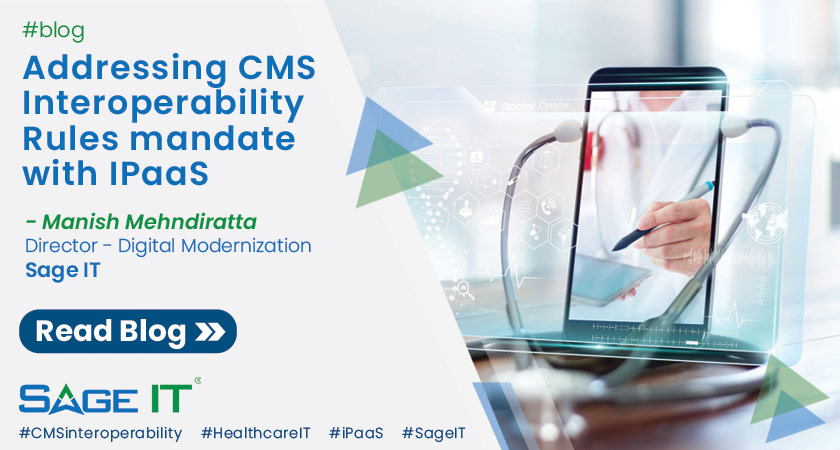 #blog
Addressing CMS
Interoperability
Rules mandate
with IPaaS
- Manish Mehndiratta
Director - Digital Modernization
Sage IT
Read Blog
SAGE IT
#CMSinteroperability #HealthcareIT #iPaaS #SageIT
Doctor Online